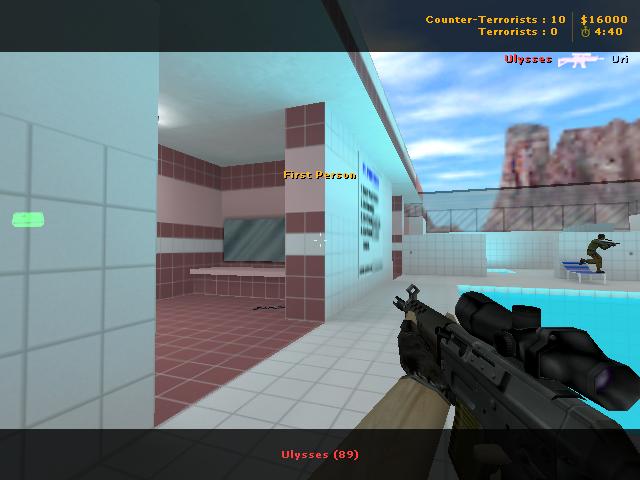 Counter-Terrorists : 10 $16000
Terrorists : 0 4:40
Ulysses Uri
First Person
Ulysses (89)